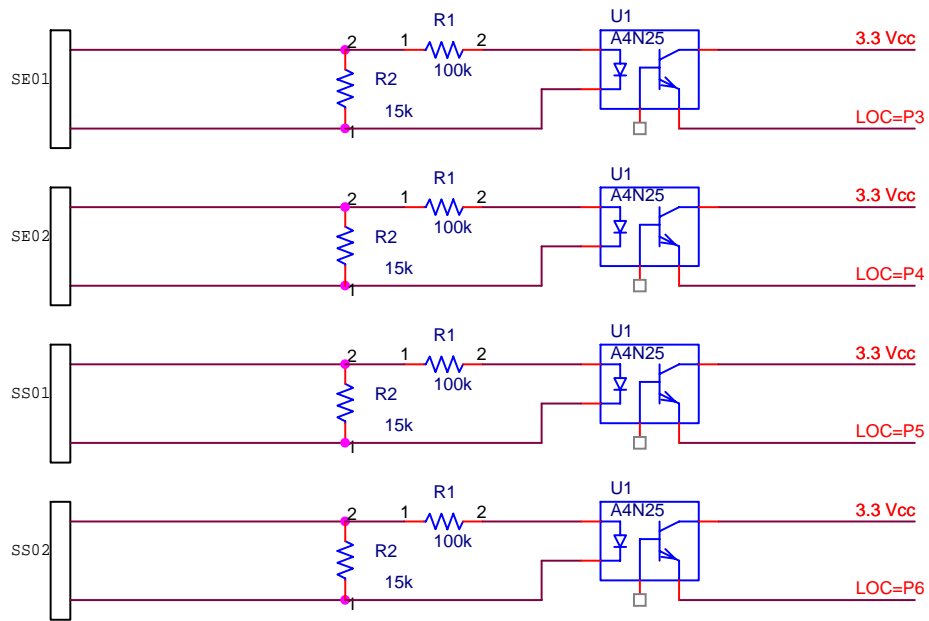 R1
U1
1
2
A4N25
3.3 Vcc
2
SE01
R2
100k
15k
1
LOC=P3
R1
U1
1
2
A4N25
3.3 Vcc
2
SE02
R2
100k
15k
1
LOC=P4
R1
U1
1
2
A4N25
3.3 Vcc
2
SS01
R2
100k
15k
1
LOC=P5
R1
U1
1
2
A4N25
3.3 Vcc
2
SS02
R2
100k
15k
1
LOC=P6